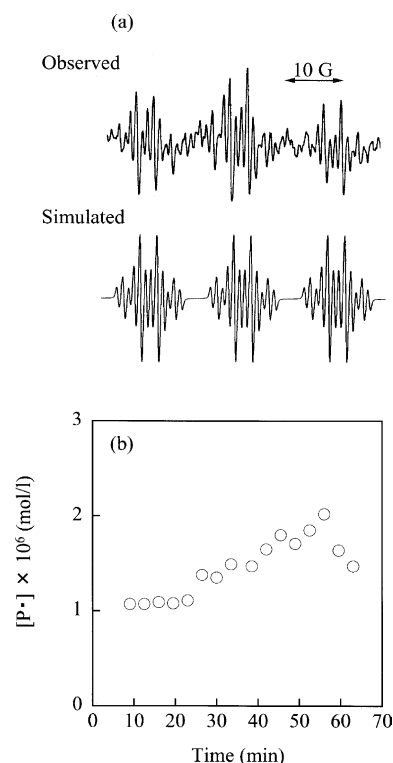 (a)
Observed
10 G
Simulated
(b)
[P•] × 10⁶ (mol/l)
3
2
1
0
0 10 20 30 40 50 60 70
Time (min)